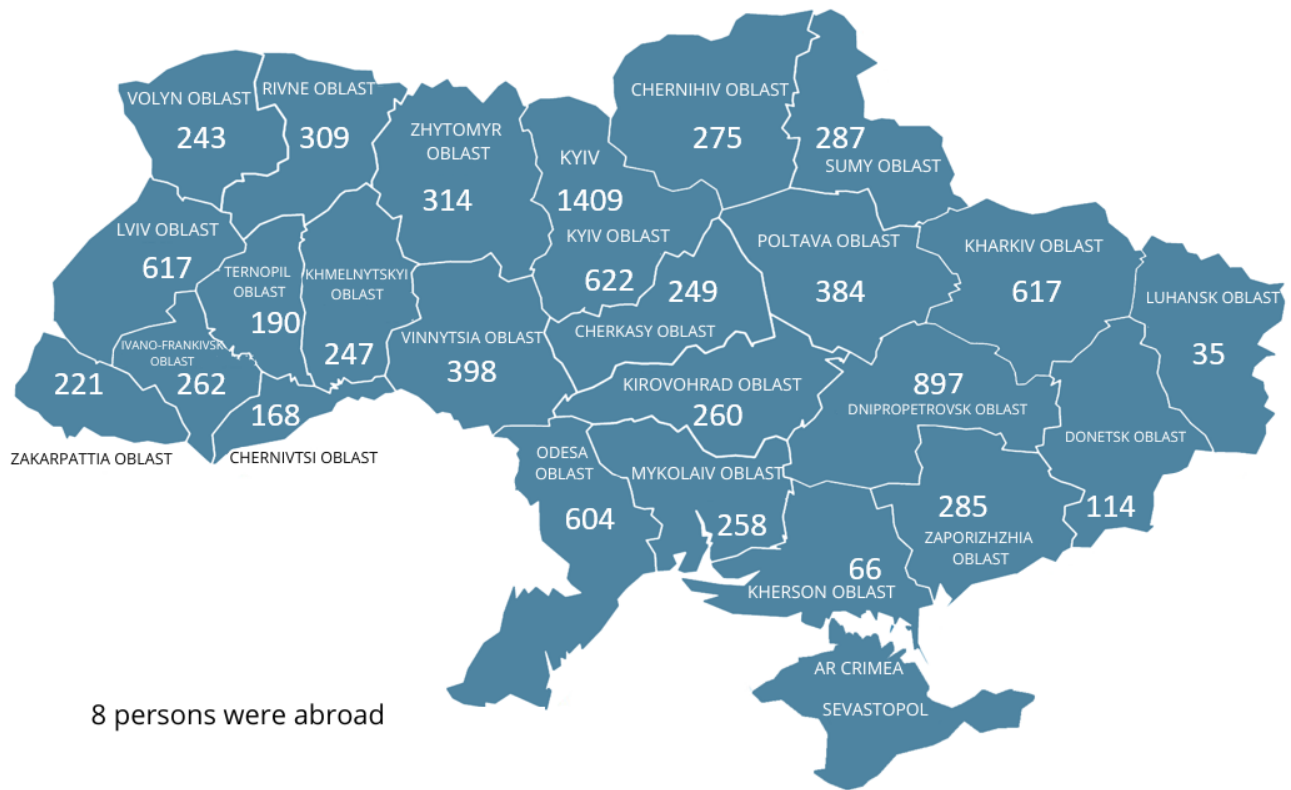 VOLYN OBLAST
243
RIVNE OBLAST
309
ZHYTOMYR
OBLAST
314
KYIV
1409
KYIV OBLAST
622
CHERNIHIV OBLAST
275
287
SUMY OBLAST
LVIV OBLAST
617
TERNOPIL
OBLAST
190
KHMELNYTSKYI
OBLAST
247
VINNYTSIA OBLAST
398
249
CHERKASY OBLAST
POLTAVA OBLAST
384
KHARKIV OBLAST
617
LUHANSK OBLAST
35
IVANO-FRANKIVSK
OBLAST
262
221
ZAKARPATTIA OBLAST
168
CHERNIVTSI OBLAST
KIROVOHRAD OBLAST
260
897
DNIPROPETROVSK OBLAST
DONETSK OBLAST
114
ODESA
OBLAST
604
MYKOLAIV OBLAST
258
285
ZAPORIZHZHIA
OBLAST
66
KHERSON OBLAST
AR CRIMEA
SEVASTOPOL
8 persons were abroad